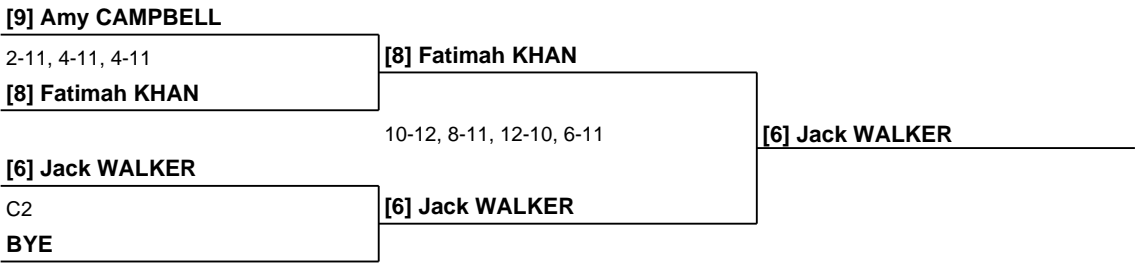 [9] Amy CAMPBELL
2-11, 4-11, 4-11
[8] Fatimah KHAN
[8] Fatimah KHAN
10-12, 8-11, 12-10, 6-11
[6] Jack WALKER
[6] Jack WALKER
C2
BYE
[6] Jack WALKER